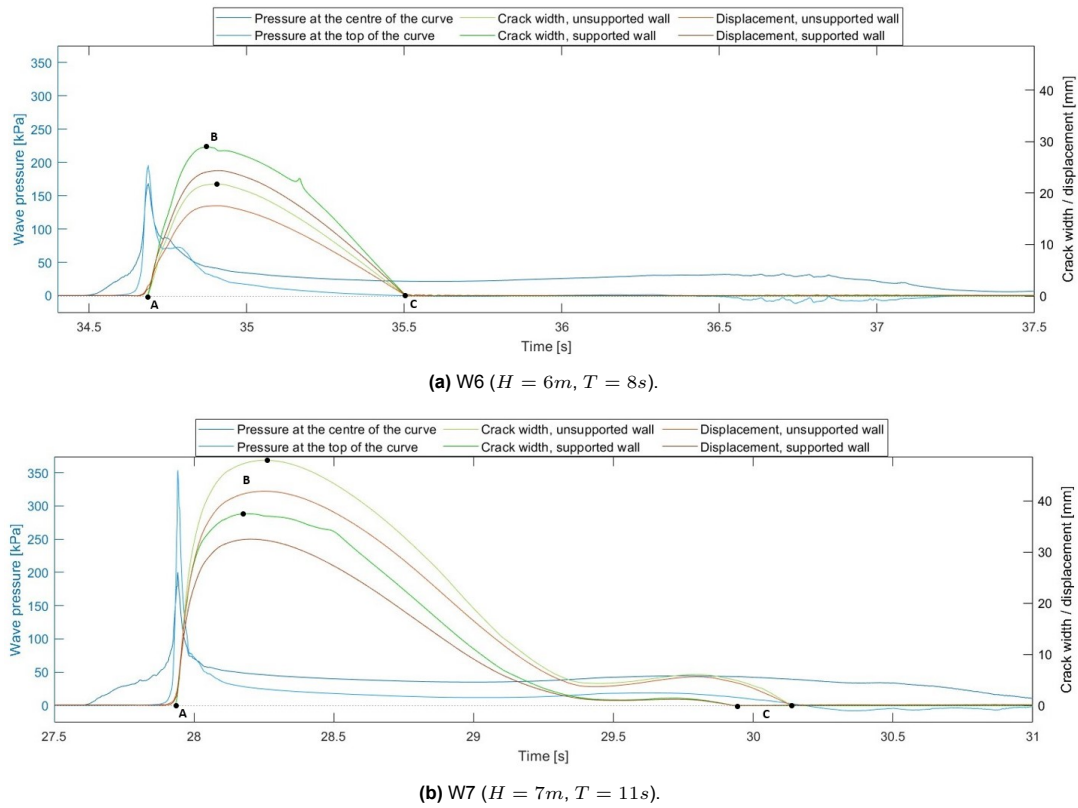 Pressure at the centre of the curve Crack width, unsupported wall Displacement, unsupported wall
Pressure at the top of the curve Crack width, supported wall Displacement, supported wall
350
300
250
200
150
100
50
0
Wave pressure [kPa]
40
30
20
10
0
Crack width / displacement [mm]
A
B
C
34.5 35 35.5 36 36.5 37 37.5
Time [s]
(a) W6 (H = 6m, T = 8s).
Pressure at the centre of the curve Crack width, unsupported wall Displacement, unsupported wall
Pressure at the top of the curve Crack width, supported wall Displacement, supported wall
350
300
250
200
150
100
50
0
Wave pressure [kPa]
40
30
20
10
0
Crack width / displacement [mm]
A
B
C
27.5 28 28.5 29 29.5 30 30.5 31
Time [s]
(b) W7 (H = 7m, T = 11s).